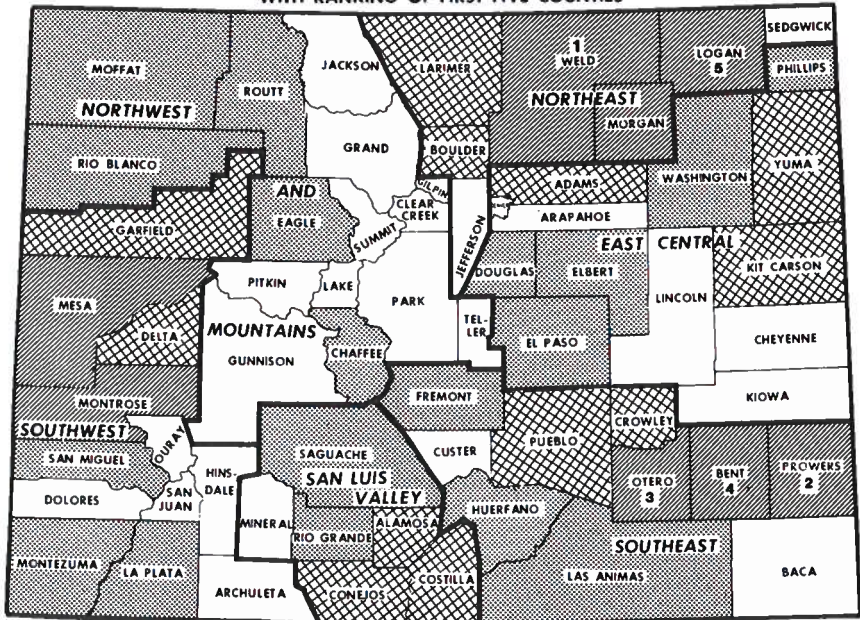 WITH RANKING OF FIRST FIVE COUNTIES
SEDGWICK
1
WELD
LOGAN
5
PHILLIPS
MOFFAT
ROUTT
JACKSON
LARIMER
NORTHWEST
NORTHEAST
MORGAN
RIO BLANCO
GRAND
BOULDER
WASHINGTON
YUMA
AND
EAGLE
GILPIN
CLEAR
CREEK
ADAMS
ARAPAHOE
GARFIELD
SUMMIT
JEFFERSON
EAST CENTRAL
DOUGLAS
ELBERT
KIT CARSON
MESA
PITKIN
LAKE
PARK
LINCOLN
DELTA
MOUNTAINS
GUNNISON
CHAFFEE
TEL-
LER
EL PASO
CHEYENNE
MONTROSE
FREMONT
KIOWA
SOUTHWEST
OURAY
CROWLEY
PUEBLO
SAN MIGUEL
SAGUACHE
CUSTER
SAN LUIS
VALLEY
HINS-
DALE
OTERO
3
BENT
4
PROWERS
2
DOLORES
SAN
JUAN
MINERAL
RIO GRANDE
ALAMOSA
HUERFANO
SOUTHEAST
MONTEZUMA
LA PLATA
ARCHULETA
CONEJOS
COSTILLA
LAS ANIMAS
BACA